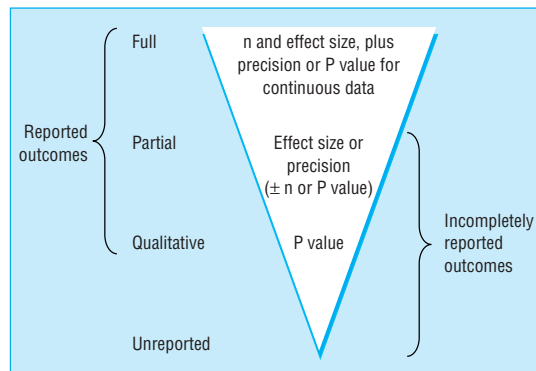 Full
n and effect size, plus
precision or P value for
continuous data
Reported
outcomes
Partial
Effect size or
precision
(± n or P value)
Qualitative
P value
Incompletely
reported
outcomes
Unreported